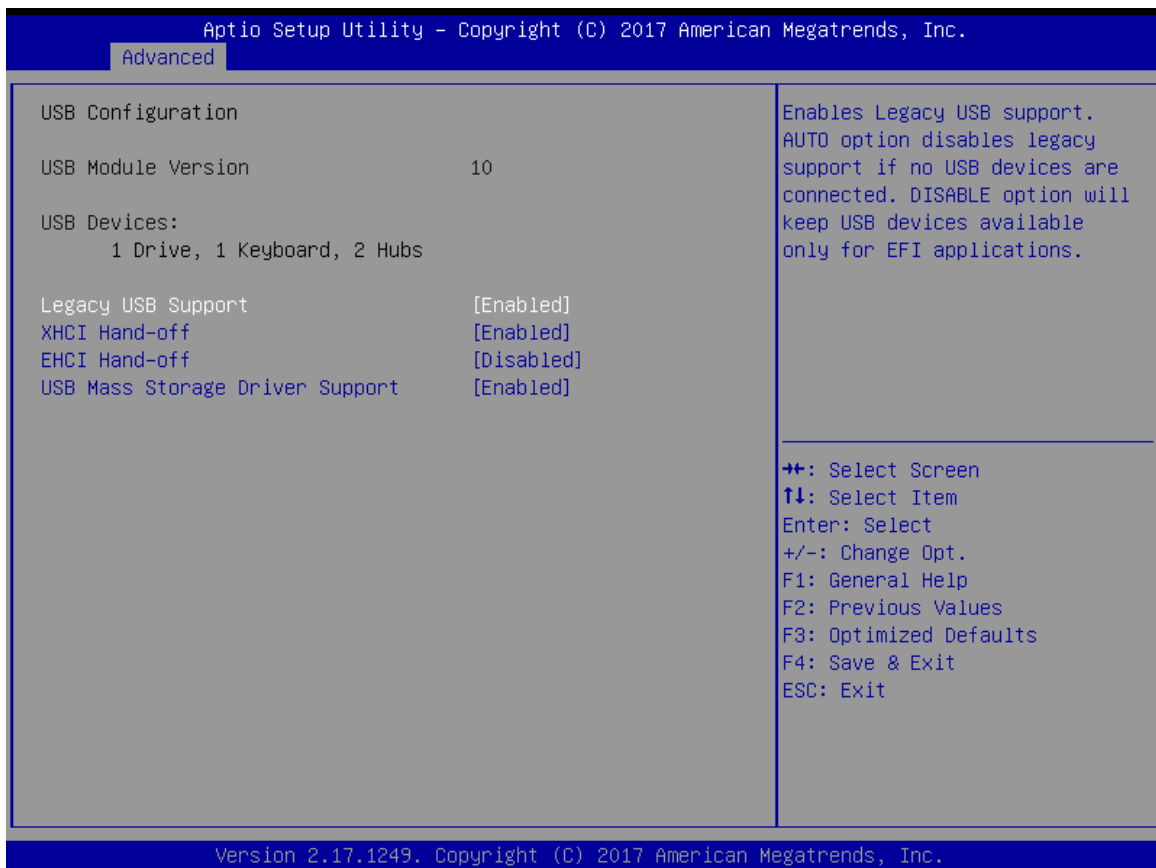 Aptio Setup Utility – Copyright (C) 2017 American Megatrends, Inc.
Advanced
USB Configuration
USB Module Version 10
USB Devices:
1 Drive, 1 Keyboard, 2 Hubs
Legacy USB Support [Enabled]
XHCI Hand-off [Enabled]
EHCI Hand-off [Disabled]
USB Mass Storage Driver Support [Enabled]
Enables Legacy USB support.
AUTO option disables legacy
support if no USB devices are
connected. DISABLE option will
keep USB devices available
only for EFI applications.
→←: Select Screen
↑↓: Select Item
Enter: Select
+/-: Change Opt.
F1: General Help
F2: Previous Values
F3: Optimized Defaults
F4: Save & Exit
ESC: Exit
Version 2.17.1249. Copyright (C) 2017 American Megatrends, Inc.